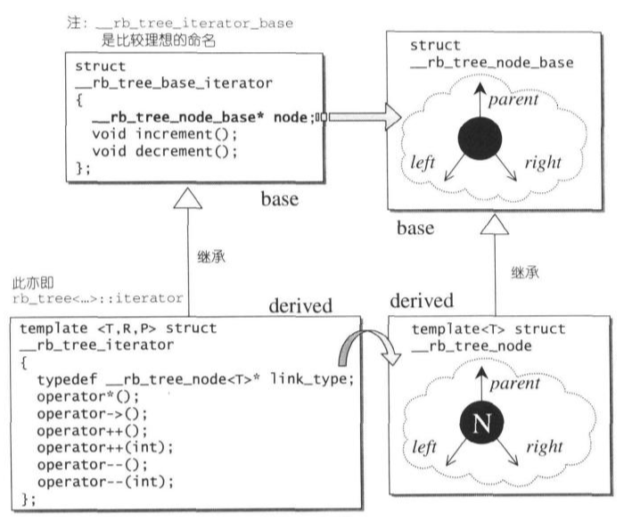 注: __rb_tree_iterator_base
是比较理想的命名
struct
__rb_tree_base_iterator
{
__rb_tree_node_base* node;
void increment();
void decrement();
};
base
struct
__rb_tree_node_base
parent
left
right
base
继承
继承
此亦即
rb_tree<…>::iterator
derived
derived
template <T,R,P> struct
__rb_tree_iterator
{
typedef __rb_tree_node<T>* link_type;
operator*();
operator->();
operator++();
operator++(int);
operator--();
operator--(int);
};
template<T> struct
__rb_tree_node
parent
N
left
right